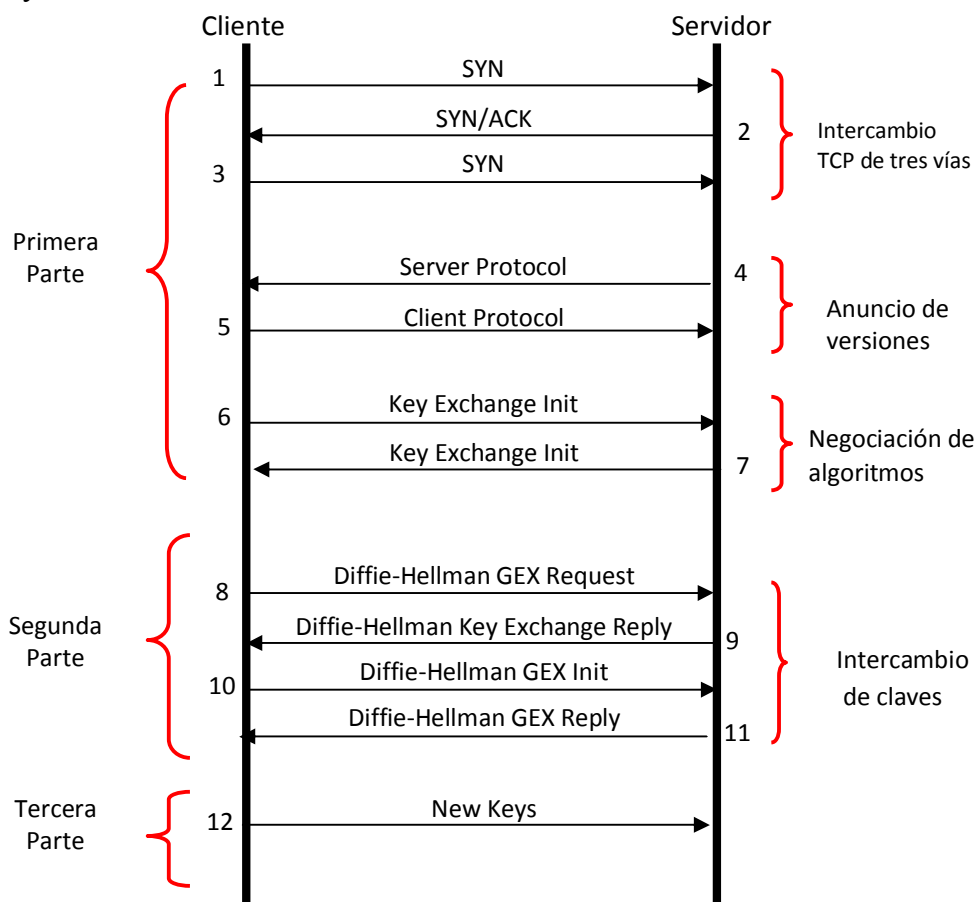 Cliente
Servidor
1
SYN
SYN/ACK
2
Intercambio
TCP de tres vías
3
SYN
Primera
Parte
Server Protocol
4
5
Client Protocol
Anuncio de
versiones
6
Key Exchange Init
Key Exchange Init
7
Negociación de
algoritmos
Segunda
Parte
8
Diffie-Hellman GEX Request
Diffie-Hellman Key Exchange Reply
9
10
Diffie-Hellman GEX Init
Diffie-Hellman GEX Reply
11
Intercambio
de claves
Tercera
Parte
12
New Keys